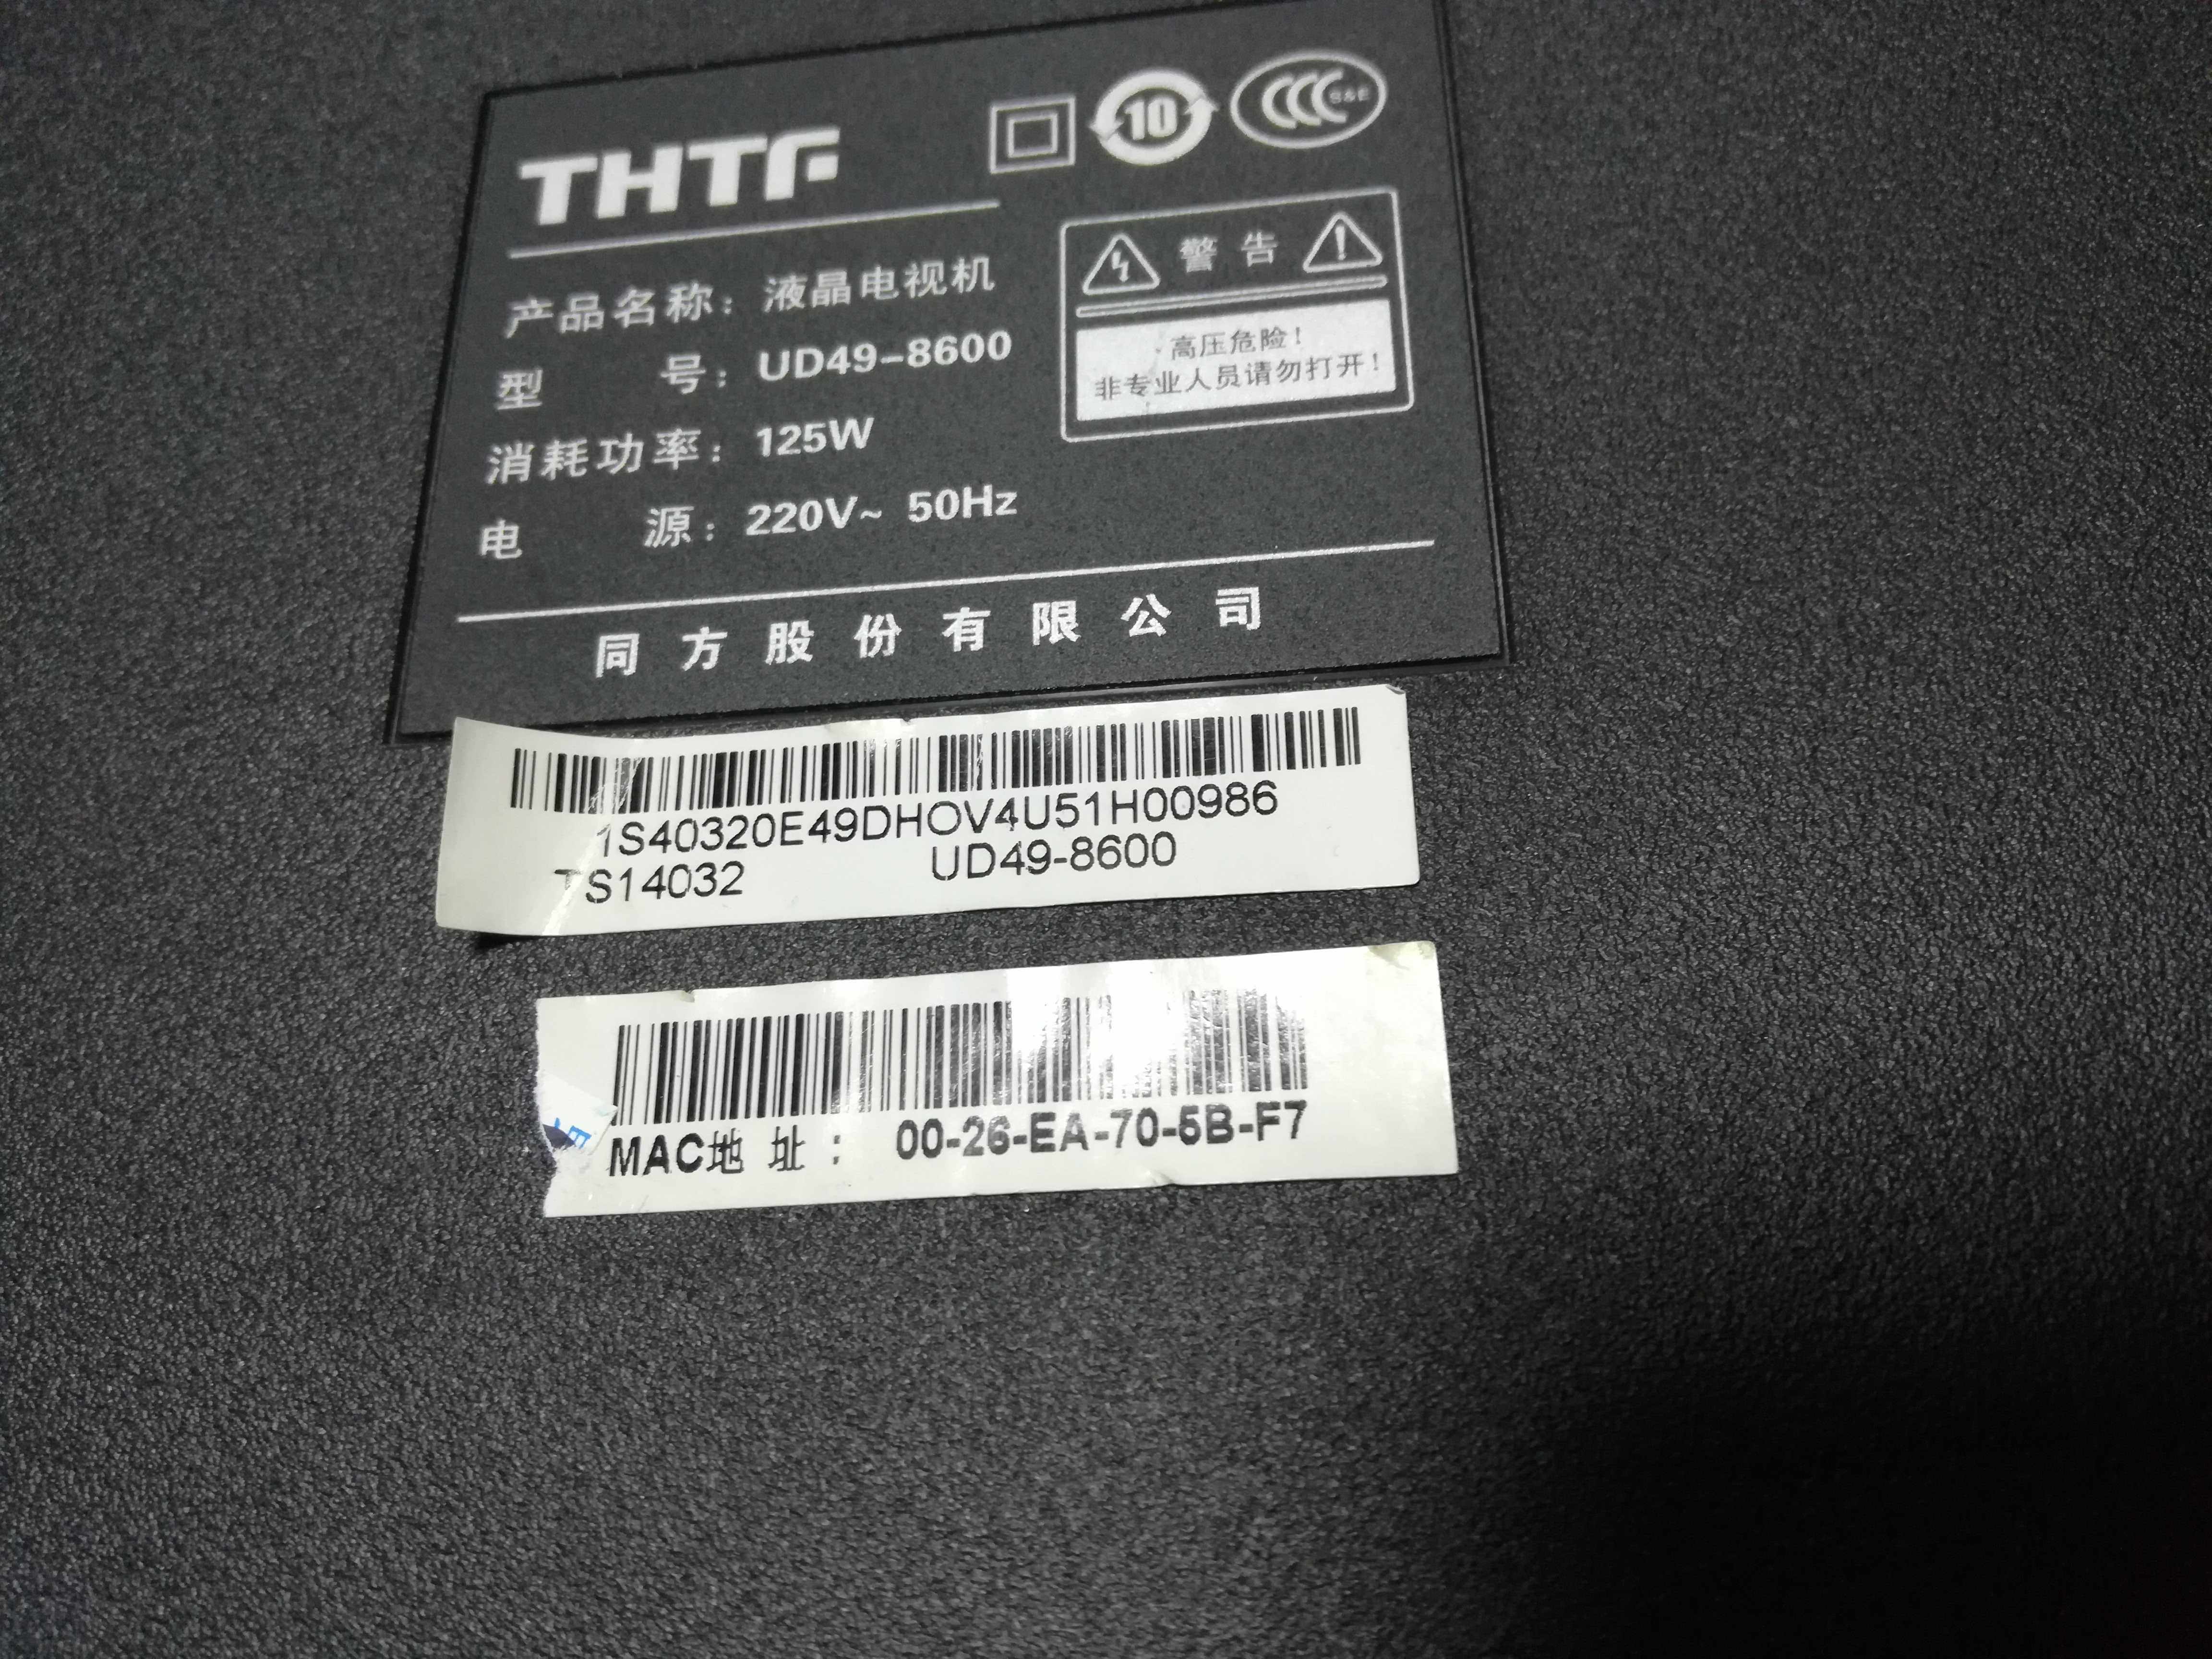 THTF
10
CCC S&E
产品名称：液晶电视机
型 号：UD49-8600
消耗功率：125W
电 源：220V~ 50Hz
警 告
高压危险！
非专业人员请勿打开！
同方股份有限公司
1S40320E49DHOV4U51H00986
TS14032 UD49-8600
MAC地 址： 00-26-EA-70-5B-F7